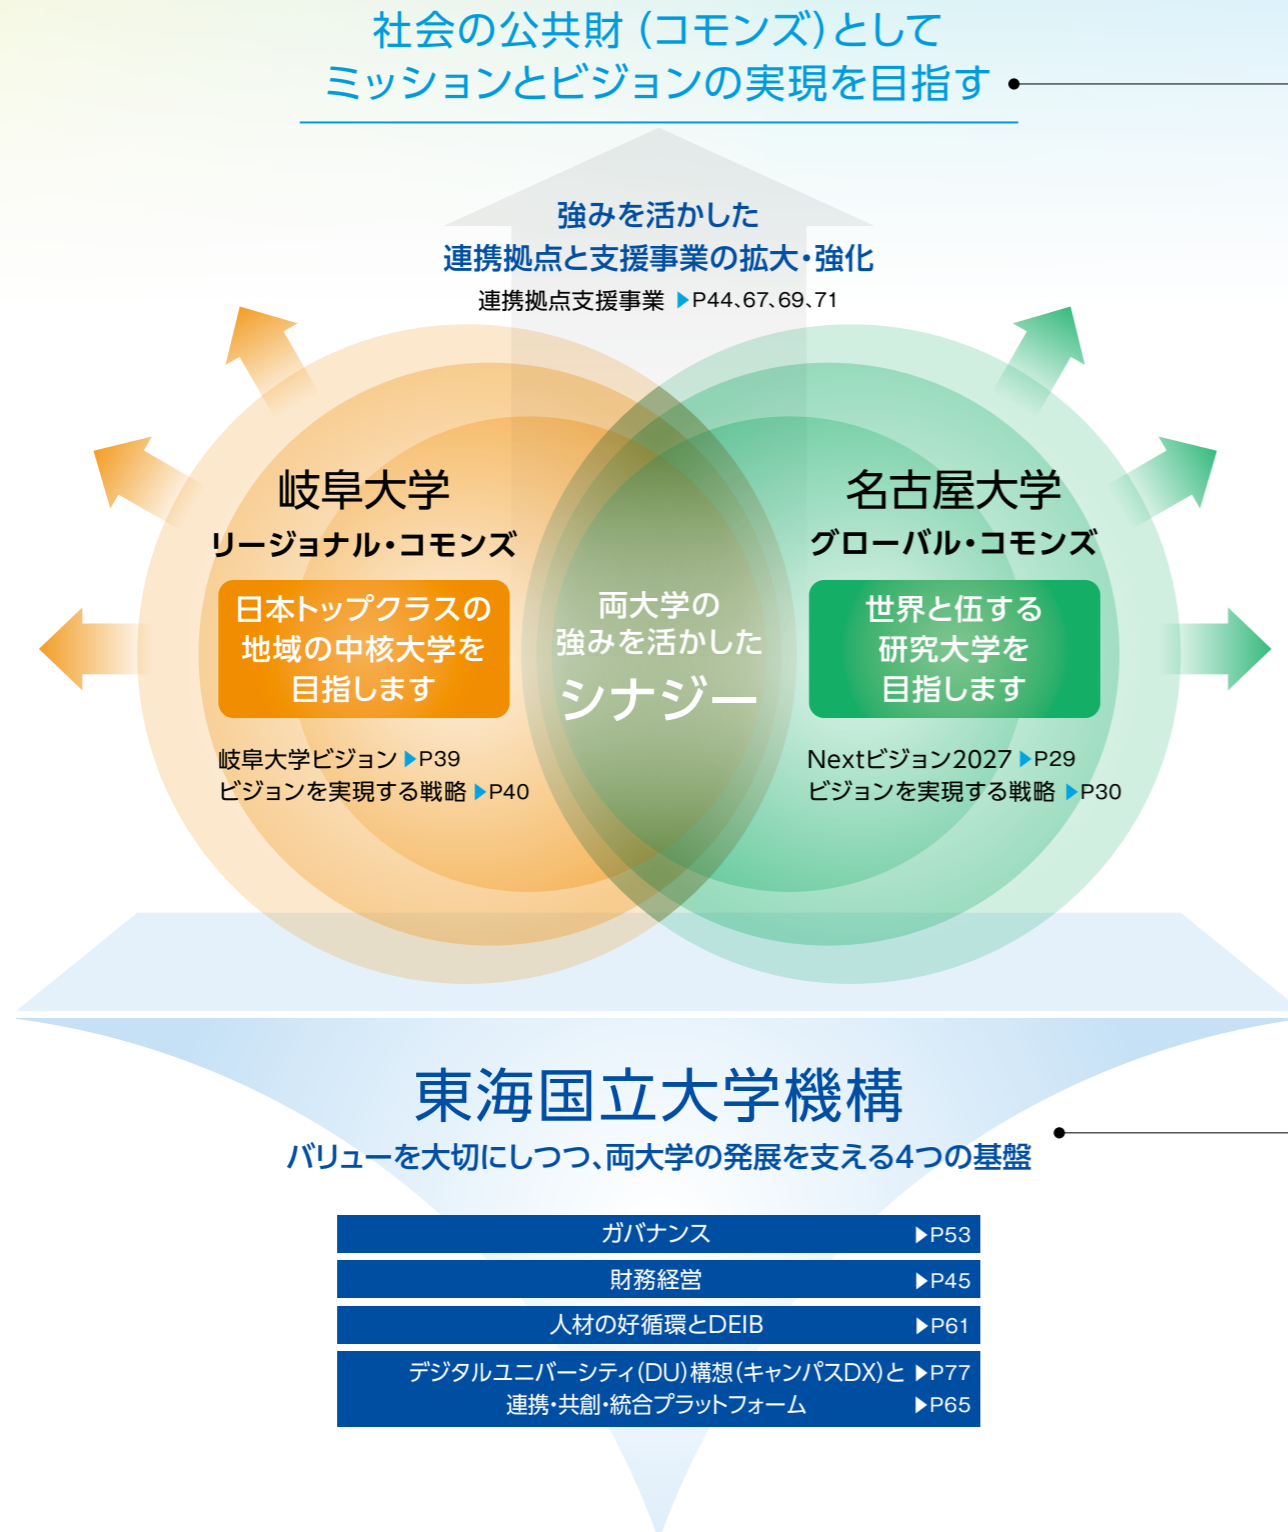 社会の公共財（コモンズ）として
ミッションとビジョンの実現を目指す
強みを活かした
連携拠点と支援事業の拡大・強化
連携拠点支援事業 ▶P44、67、69、71
岐阜大学
リージョナル・コモンズ
日本トップクラスの
地域の中核大学を
目指します
岐阜大学ビジョン ▶P39
ビジョンを実現する戦略 ▶P40
両大学の
強みを活かした
シナジー
名古屋大学
グローバル・コモンズ
世界と伍する
研究大学を
目指します
Nextビジョン2027 ▶P29
ビジョンを実現する戦略 ▶P30
東海国立大学機構
バリューを大切にしつつ、両大学の発展を支える4つの基盤
ガバナンス ▶P53
財務経営 ▶P45
人材の好循環とDEIB ▶P61
デジタルユニバーシティ(DU)構想(キャンパスDX)と ▶P77
連携・共創・統合プラットフォーム ▶P65